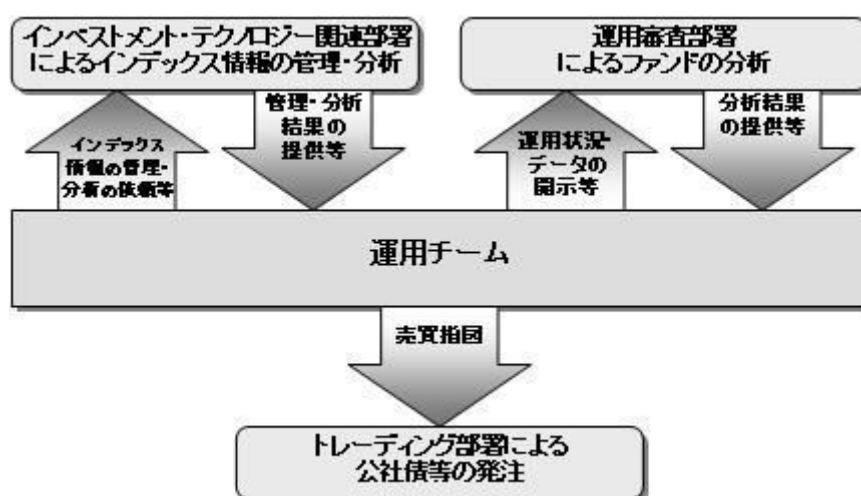 インベストメント・テクノロジー関連部署
によるインデックス情報の管理・分析
運用審査部署
によるファンドの分析
インデックス
情報の管理・
分析の依頼等
管理・分析
結果の
提供等
運用状況・
データの
開示等
分析結果
の提供等
運用チーム
売買指図
トレーディング部署による
公社債等の発注